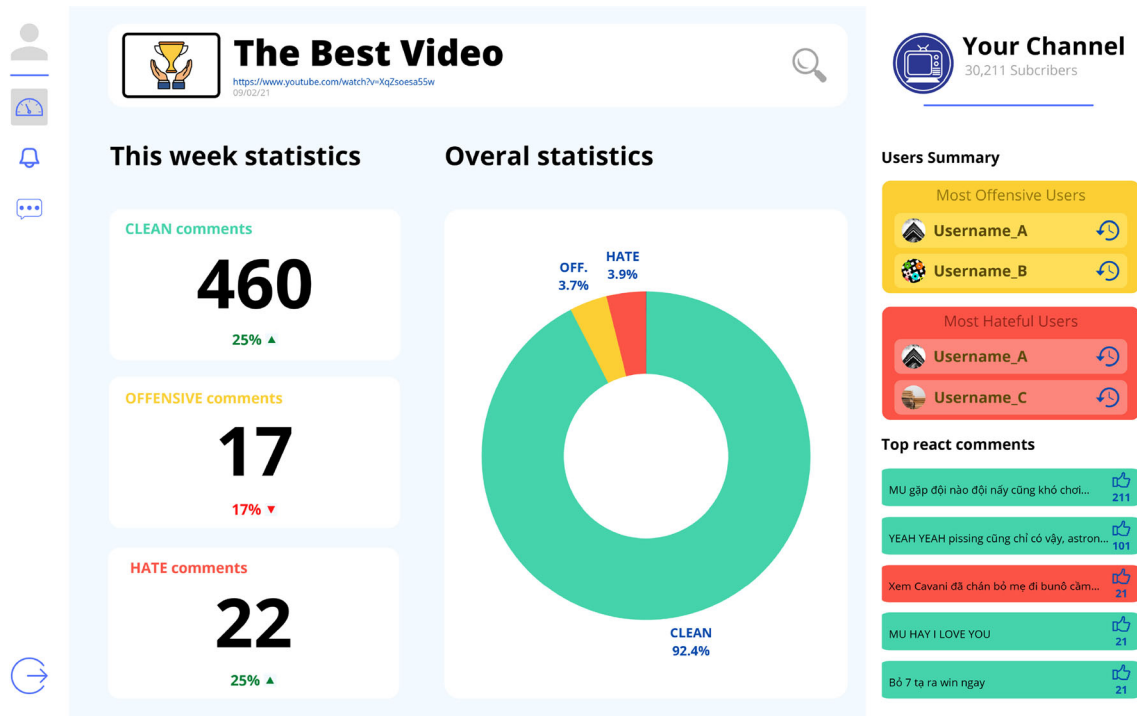 The Best Video
https://www.youtube.com/watch?v=XqZsoesa55w
09/02/21
This week statistics
CLEAN comments
460
25% ▲
OFFENSIVE comments
17
17% ▼
HATE comments
22
25% ▲
Overal statistics
OFF.
3.7%
HATE
3.9%
CLEAN
92.4%
Your Channel
30,211 Subcribers
Users Summary
Most Offensive Users
Username_A
Username_B
Most Hateful Users
Username_A
Username_C
Top react comments
MU gặp đội nào đội nấy cũng khó chơi...
211
YEAH YEAH pissing cũng chỉ có vậy, astron...
101
Xem Cavani đã chán bỏ mẹ đi bunô cầm...
21
MU HAY I LOVE YOU
21
Bỏ 7 tạ ra win ngay
21